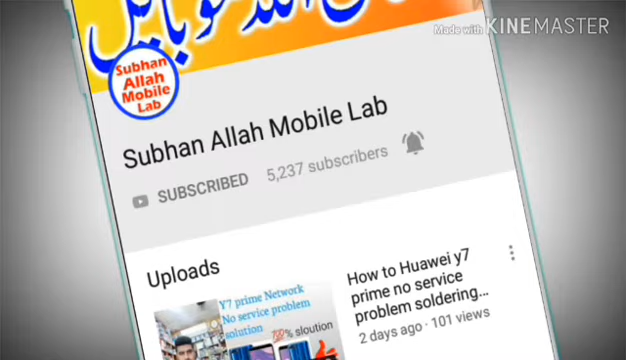 موبائل
Made with KINEMASTER
Subhan
Allah
Mobile
Lab
Subhan Allah Mobile Lab
SUBSCRIBED 5,237 subscribers
Uploads
How to Huawei y7
prime no service
problem soldering...
2 days ago · 101 views
Y7 prime Network
No service problem
solution
💯% sloution